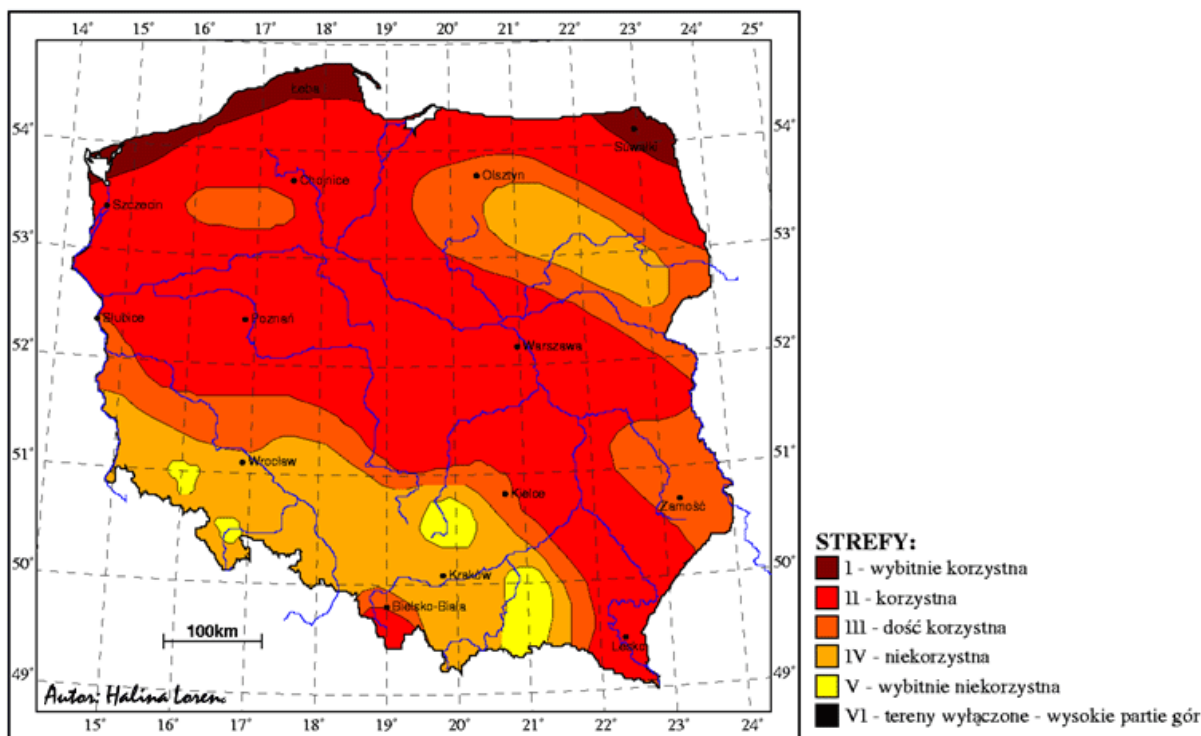 14° 15° 16° 17° 18° 19° 20° 21° 22° 23° 24° 25°
54° 54°
53° 53°
52° 52°
51° 51°
50° 50°
49° 49°
15° 16° 17° 18° 19° 20° 21° 22° 23° 24°
Łeba
Suwałki
Chojnice
Olsztyn
Szczecin
Słubice
Poznań
Warszawa
Wrocław
Kielce
Zamość
Kraków
Bielsko-Biała
Lesko
100km
Autor: Halina Lorenc
STREFY:
I - wybitnie korzystna
II - korzystna
III - dość korzystna
IV - niekorzystna
V - wybitnie niekorzystna
VI - tereny wyłączone - wysokie partie gór